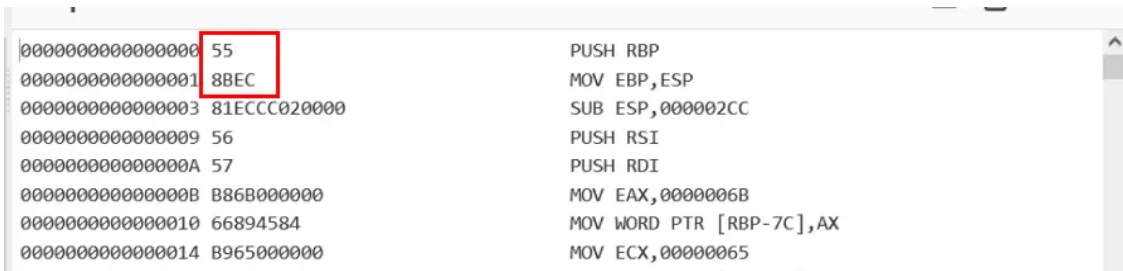 0000000000000000 55 PUSH RBP
0000000000000001 8BEC MOV EBP,ESP
0000000000000003 81ECCC020000 SUB ESP,000002CC
0000000000000009 56 PUSH RSI
000000000000000A 57 PUSH RDI
000000000000000B B86B000000 MOV EAX,0000006B
0000000000000010 66894584 MOV WORD PTR [RBP-7C],AX
0000000000000014 B965000000 MOV ECX,00000065